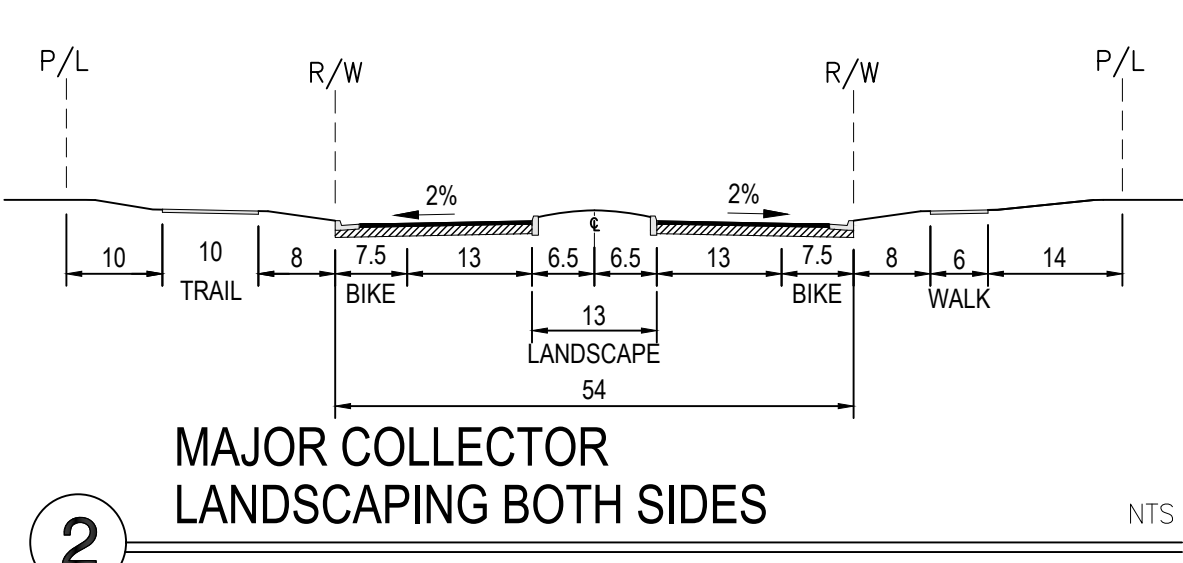 P/L R/W R/W P/L
2% 2%
℄
10 10 8 7.5 13 6.5 6.5 13 7.5 8 6 14
TRAIL BIKE BIKE WALK
13
LANDSCAPE
54
MAJOR COLLECTOR
LANDSCAPING BOTH SIDES
NTS
2